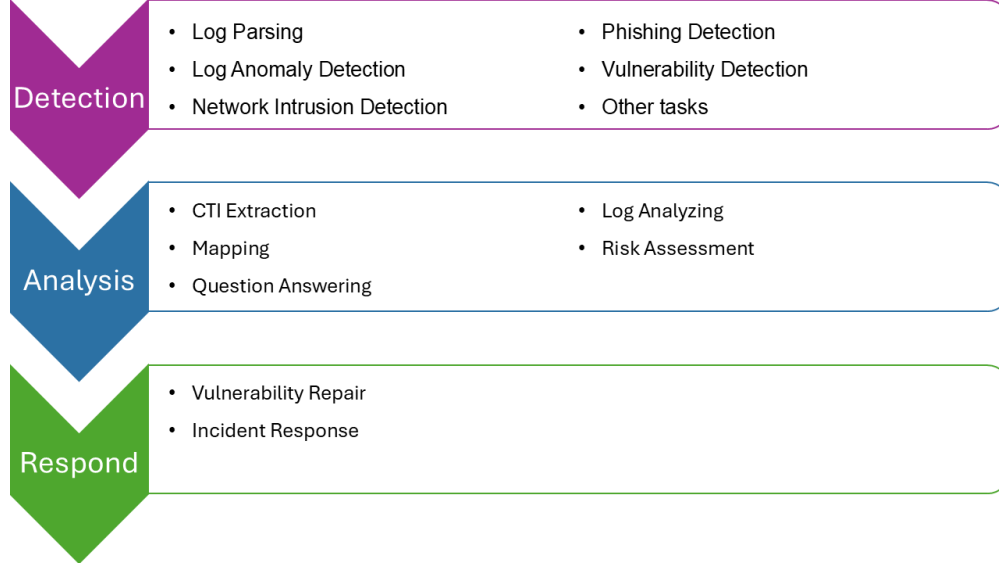 Detection
• Log Parsing
• Log Anomaly Detection
• Network Intrusion Detection
• Phishing Detection
• Vulnerability Detection
• Other tasks
Analysis
• CTI Extraction
• Mapping
• Question Answering
• Log Analyzing
• Risk Assessment
Respond
• Vulnerability Repair
• Incident Response